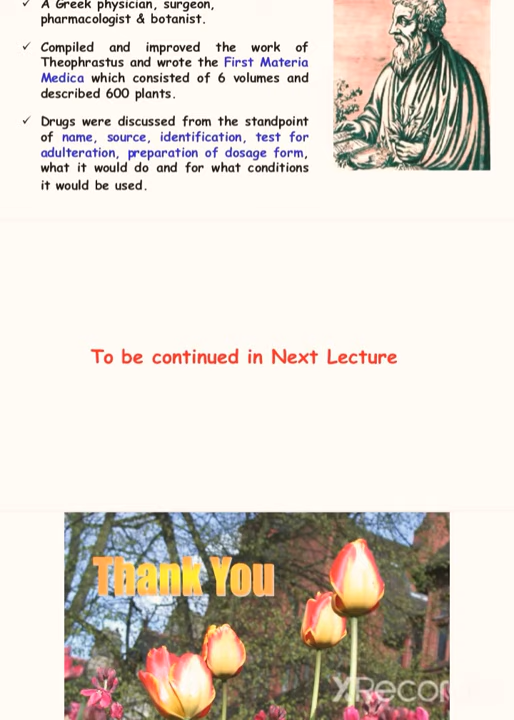 ✓ A Greek physician, surgeon,
pharmacologist & botanist.
✓ Compiled and improved the work of
Theophrastus and wrote the First Materia
Medica which consisted of 6 volumes and
described 600 plants.
✓ Drugs were discussed from the standpoint
of name, source, identification, test for
adulteration, preparation of dosage form,
what it would do and for what conditions
it would be used.
To be continued in Next Lecture
Thank You
XRecor